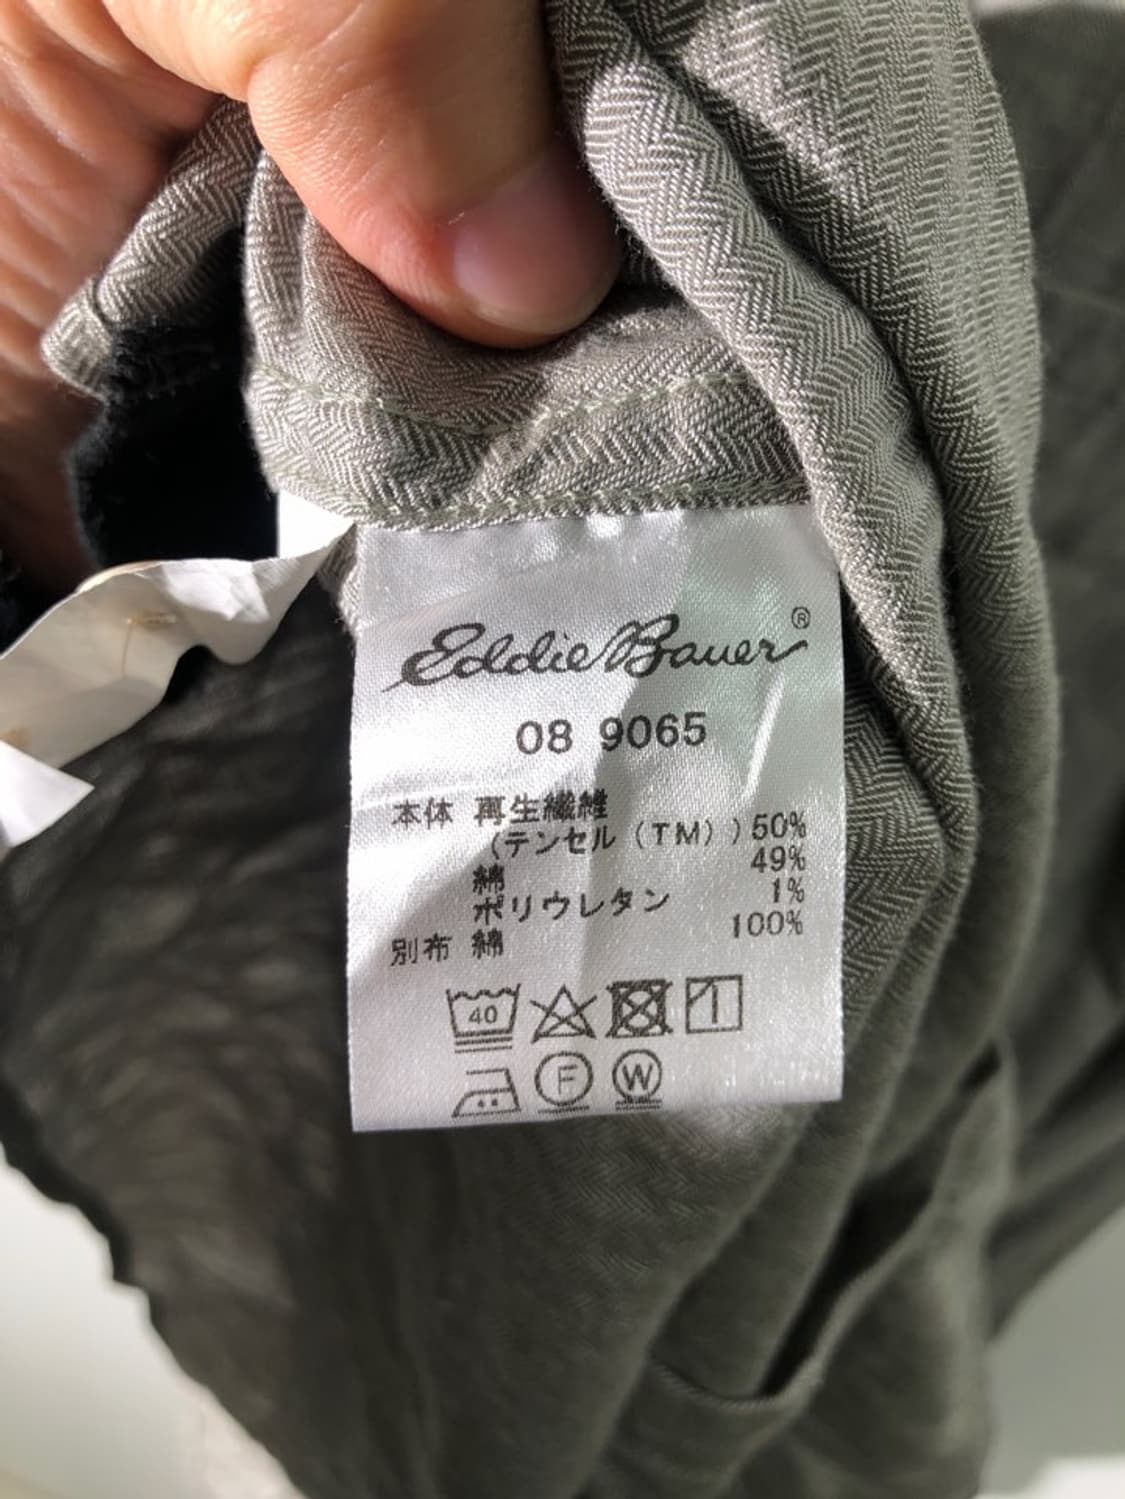 Eddie Bauer®
08 9065
本体 再生繊維
(テンセル(TM))50%
綿 49%
ポリウレタン 1%
別布 綿 100%
40
F W